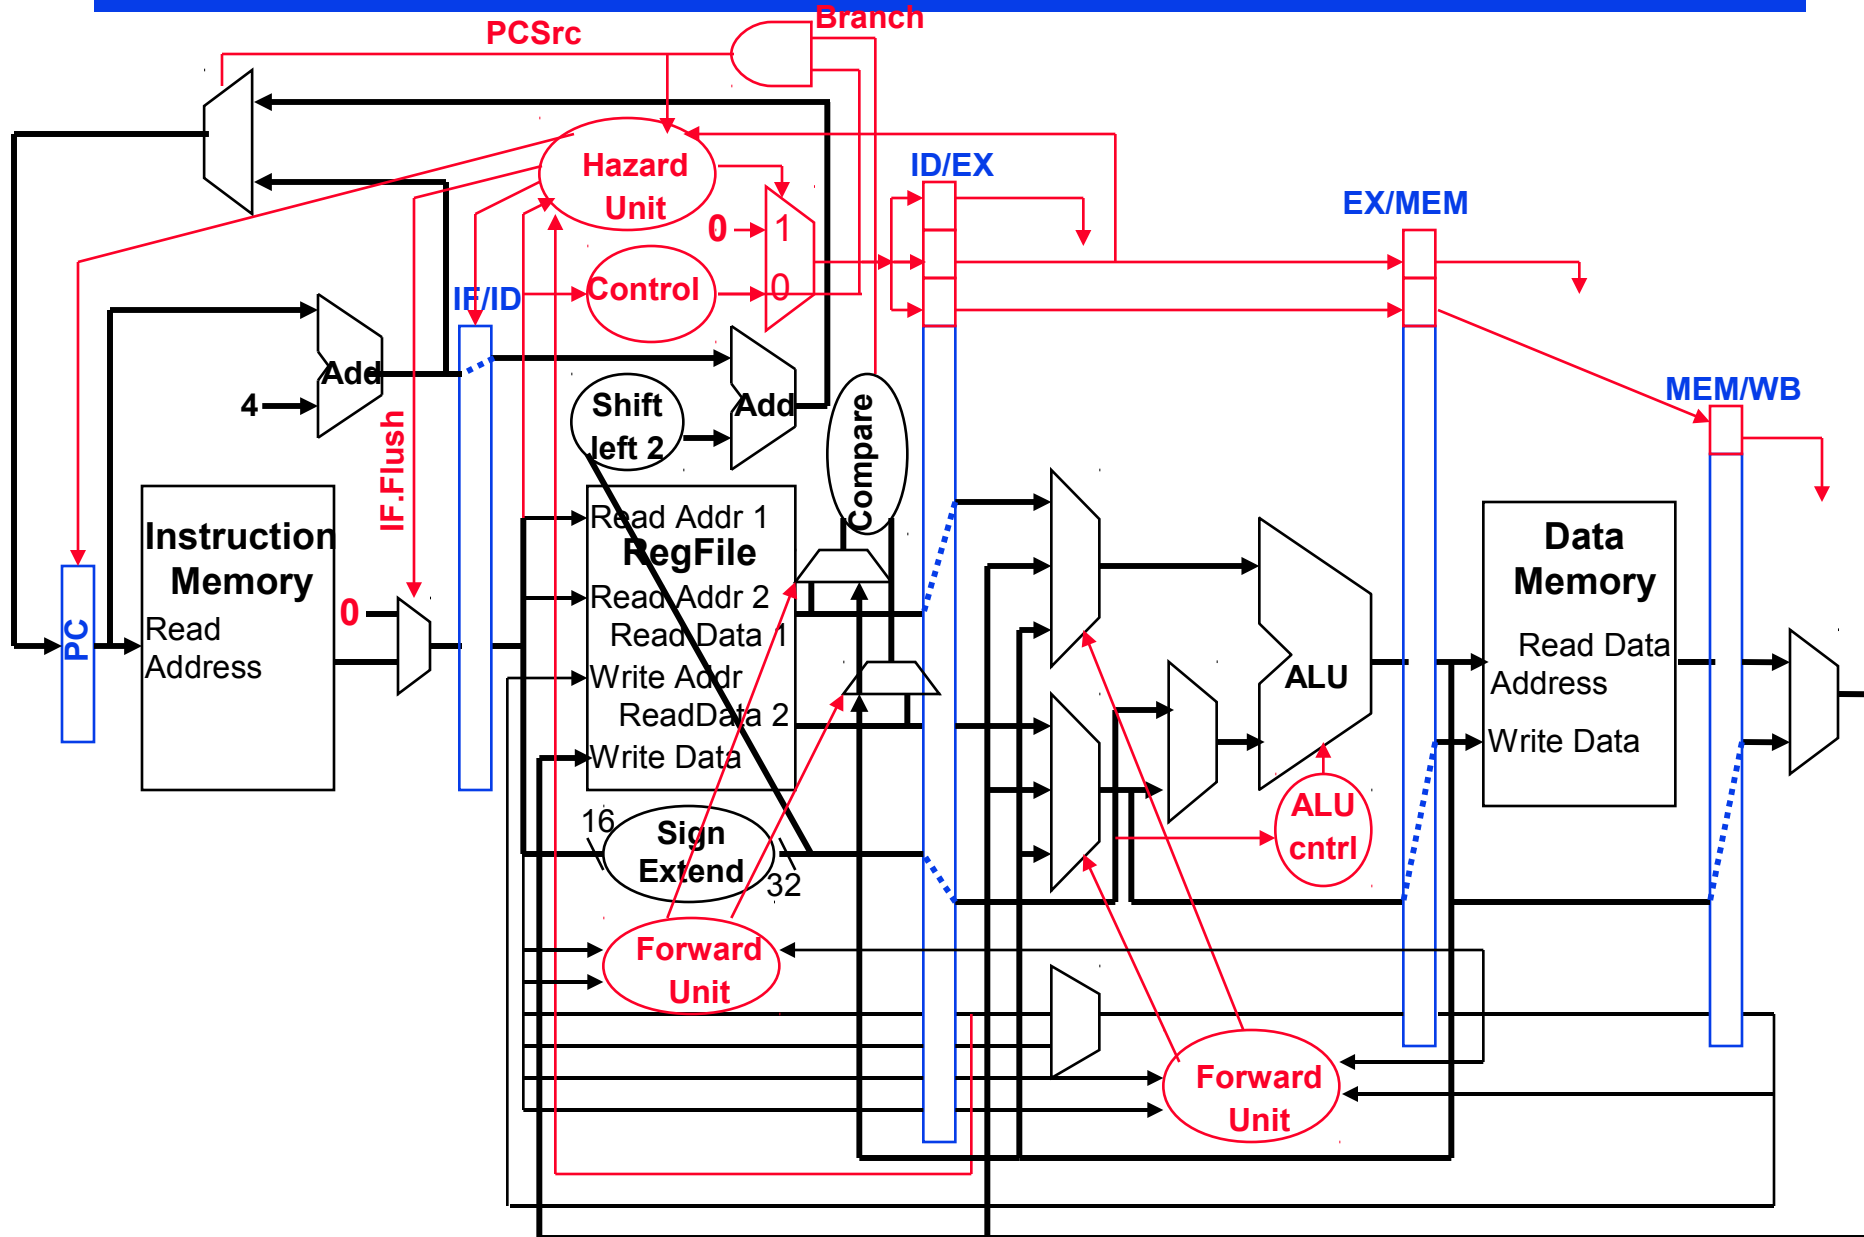 Branch
PCSrc
Hazard
Unit
ID/EX
EX/MEM
0
1
Control
0
IF/ID
Add
4
Shift
left 2
Add
Compare
MEM/WB
IF.Flush
Instruction
Memory
Read
Address
PC
0
Read Addr 1
RegFile
Read Addr 2
Read Data 1
Write Addr
ReadData 2
Write Data
16
Sign
Extend
32
ALU
ALU
cntrl
Data
Memory
Read Data
Address
Write Data
Forward
Unit
Forward
Unit